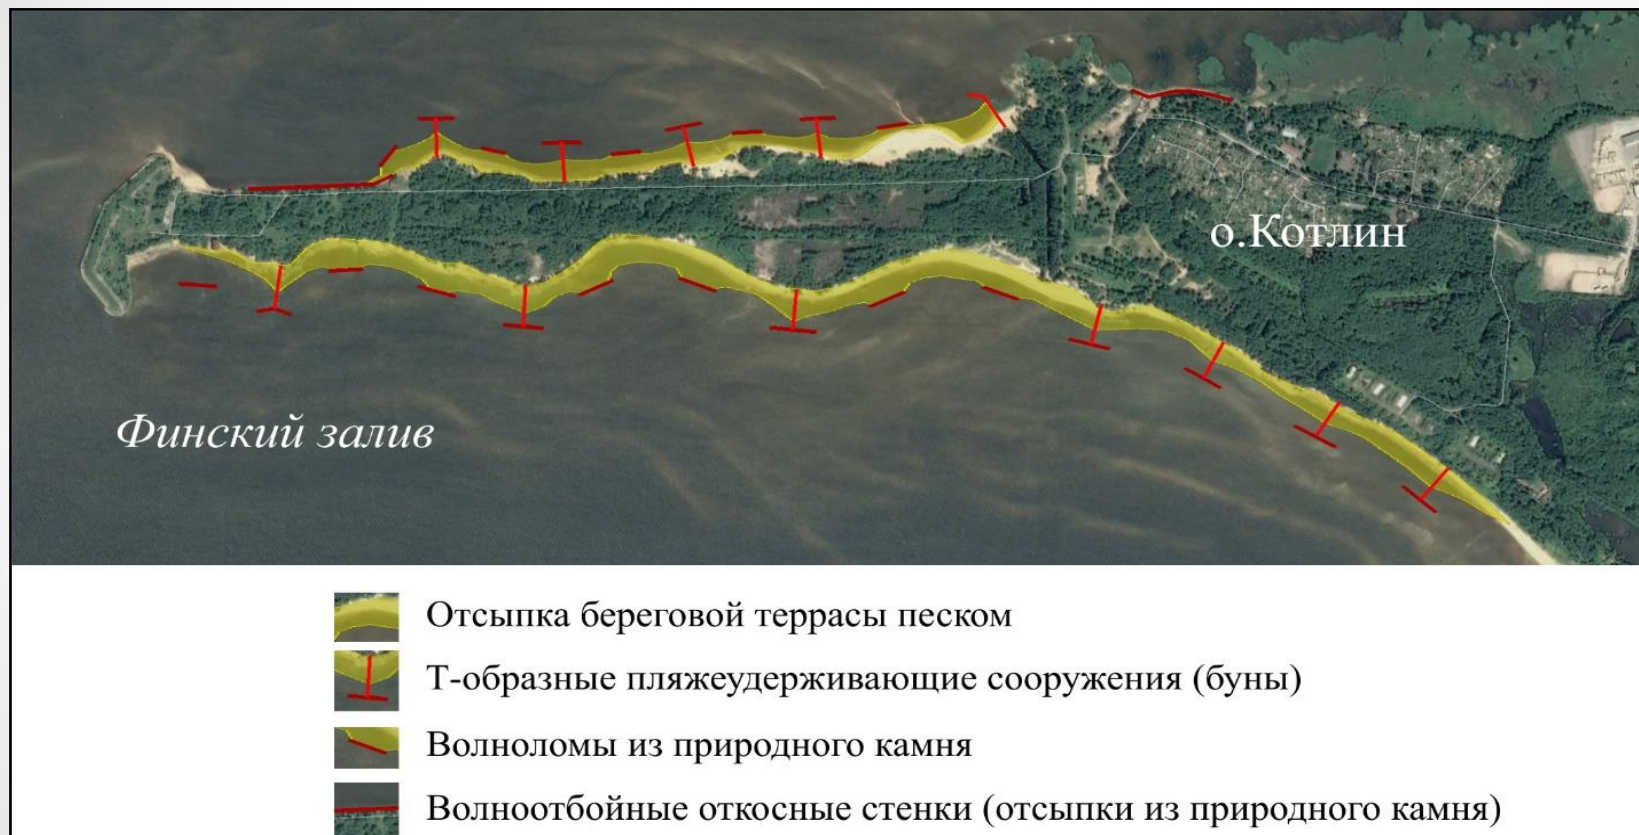 о.Котлин
Финский залив
Отсыпка береговой террасы песком
Т-образные пляжеудерживающие сооружения (буны)
Волноломы из природного камня
Волноотбойные откосные стенки (отсыпки из природного камня)